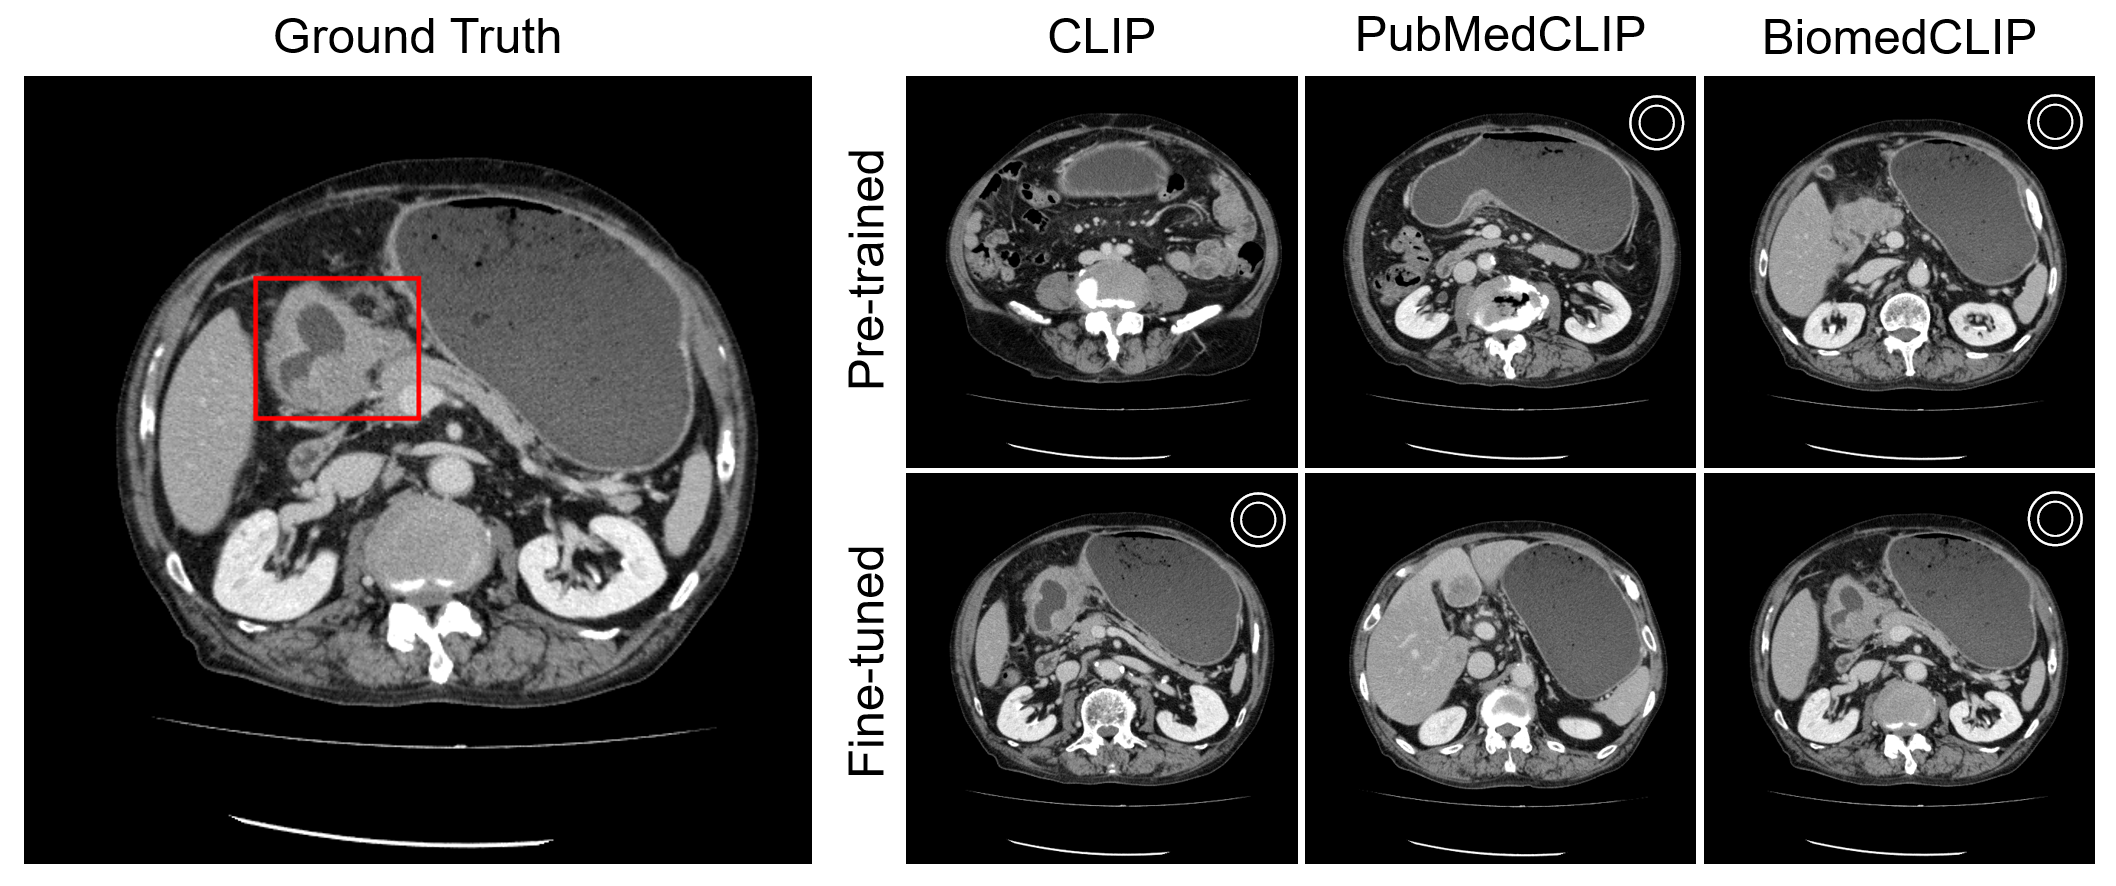 Ground Truth
CLIP
PubMedCLIP
BiomedCLIP
Pre-trained
Fine-tuned